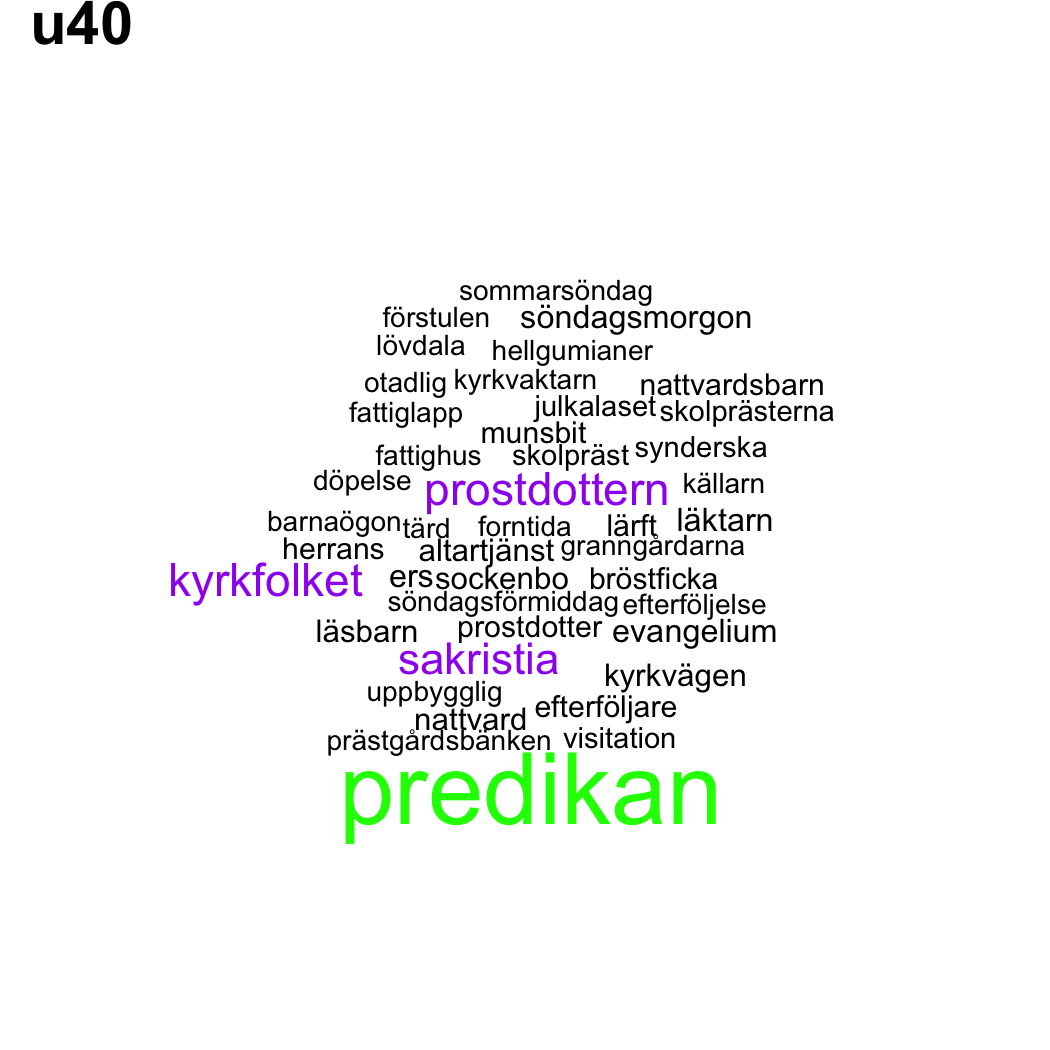 u40
sommarsöndag
förstulen söndagsmorgon
lövdala hellgumianer
otadlig kyrkvaktarn nattvardsbarn
fattiglapp julkalaset skolprästerna
munsbit
fattighus skolpräst synderska
döpelse prostdottern källarn
barnaögon tärd forntida lärft läktarn
herrans altartjänst granngårdarna
kyrkfolket ers sockenbo bröstficka
söndagsförmiddag efterföljelse
läsbarn prostdotter evangelium
sakristia kyrkvägen
uppbygglig
nattvard efterföljare
prästgårdsbänken visitation
predikan